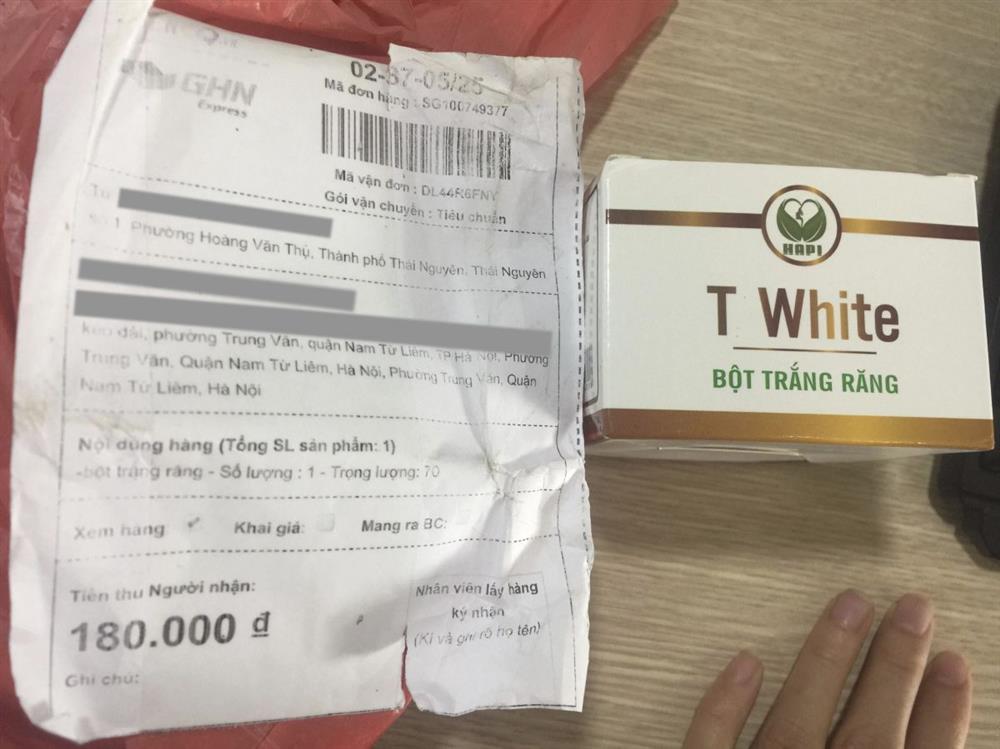 GHN
Express
02-37-05/25
Mã đơn hàng : SG100749377
Mã vận đơn : DL44R6FNY
Gói vận chuyển : Tiêu chuẩn
1 Phường Hoàng Văn Thụ, Thành phố Thái Nguyên, Thái Nguyên
kéo dài, phường Trung Văn, quận Nam Từ Liêm, TP Hà Nội, Phường
Trung Văn, Quận Nam Từ Liêm, Hà Nội, Phường Trung Văn, Quận
Nam Từ Liêm, Hà Nội
Nội dung hàng (Tổng SL sản phẩm: 1)
-bột trắng răng - Số lượng : 1 - Trọng lượng: 70
Xem hàng Khai giá: Mang ra BC:
Tiền thu Người nhận:
180.000 đ
Ghi chú:
Nhân viên lấy hàng
ký nhận
(Kí và ghi rõ họ tên)
HAPI
T White
BỘT TRẮNG RĂNG